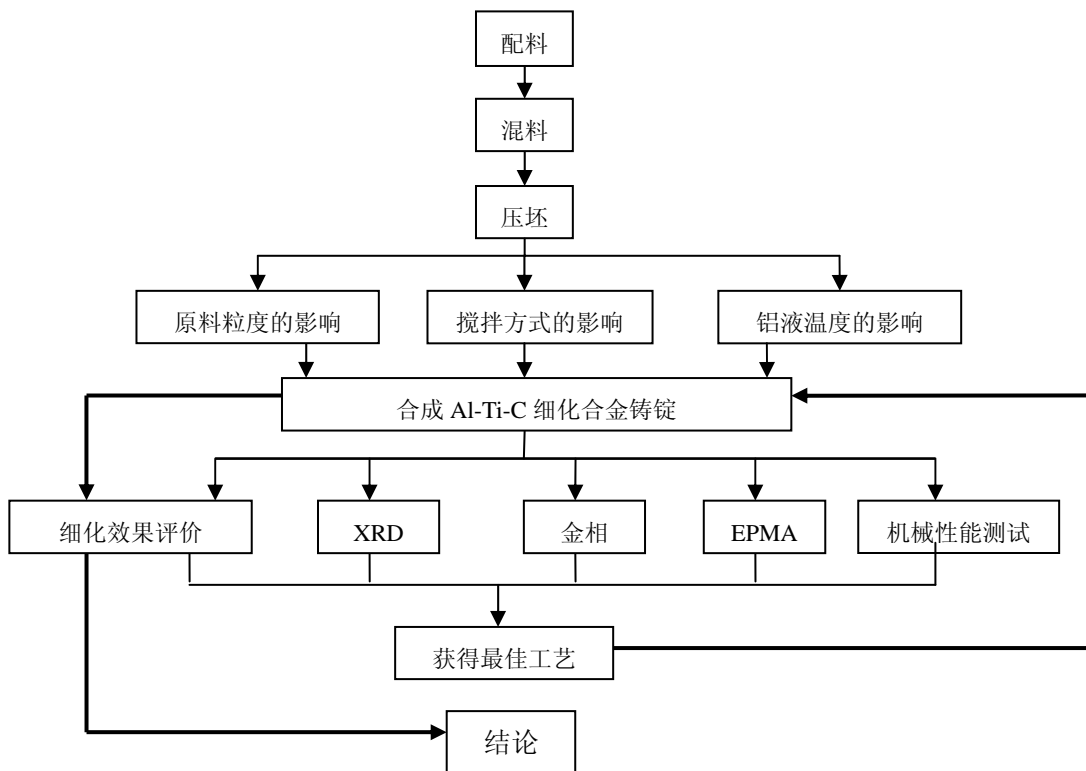 配料
混料
压坯
原料粒度的影响
搅拌方式的影响
铝液温度的影响
合成 Al-Ti-C 细化合金铸锭
细化效果评价
XRD
金相
EPMA
机械性能测试
获得最佳工艺
结论